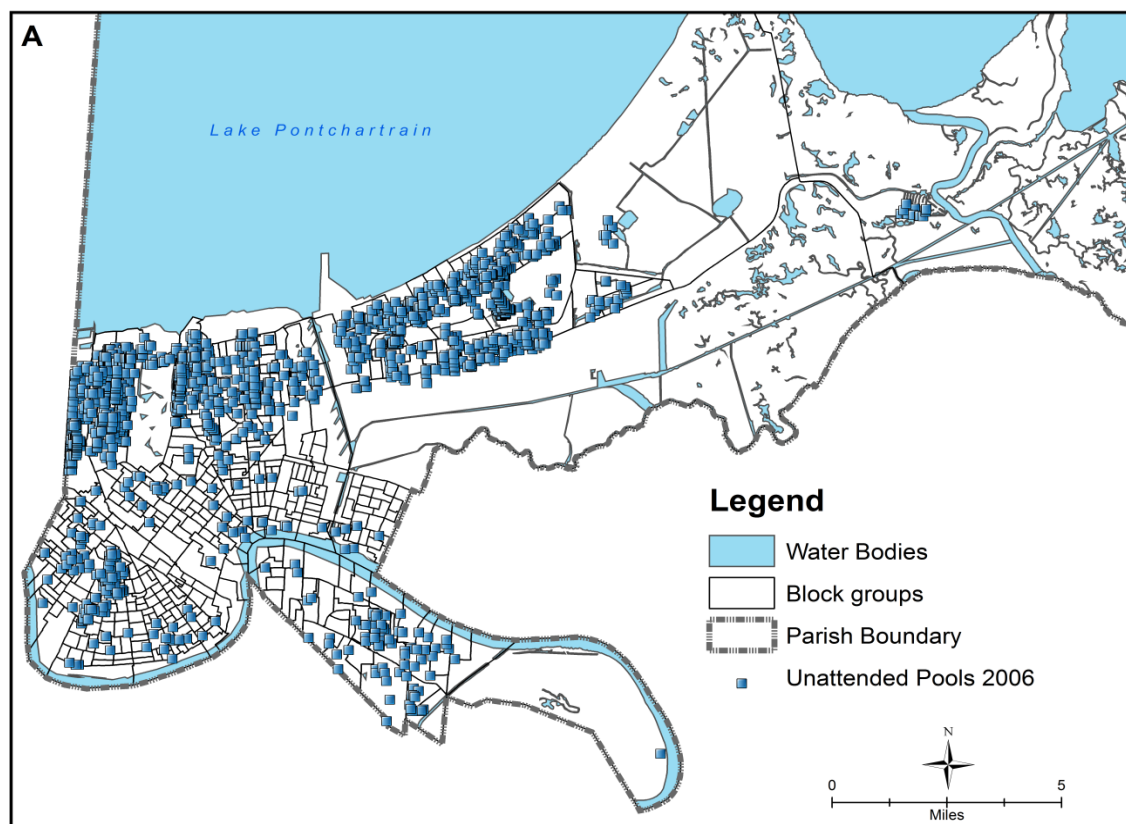 A
Lake Pontchartrain
Legend
Water Bodies
Block groups
Parish Boundary
Unattended Pools 2006
N
0 5
Miles